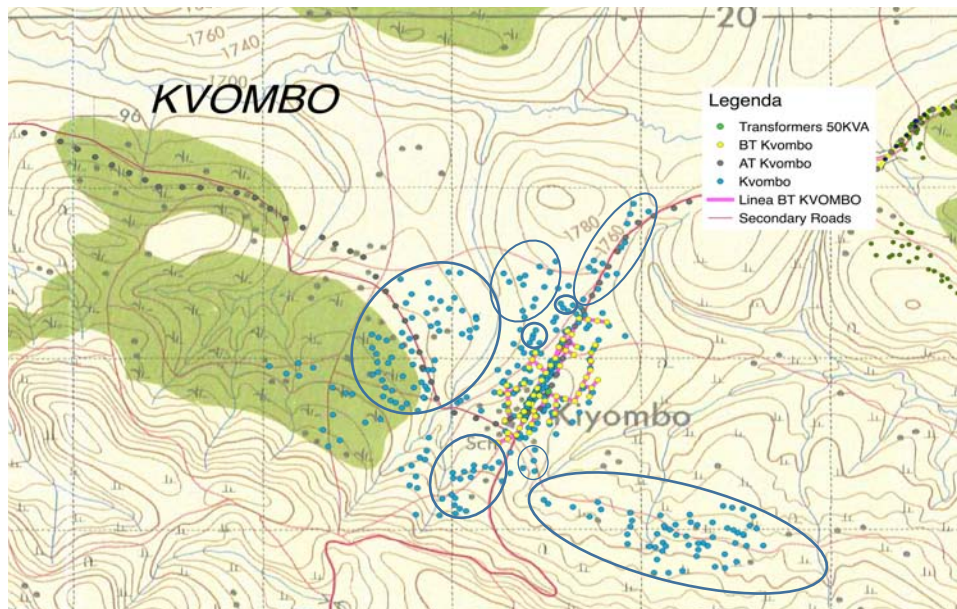 20
1760
1740
1700
KVOMBO
96
Legenda
Transformers 50KVA
BT Kvombo
AT Kvombo
Kvombo
Linea BT KVOMBO
Secondary Roads
1780
1760
Kiyombo
Sch